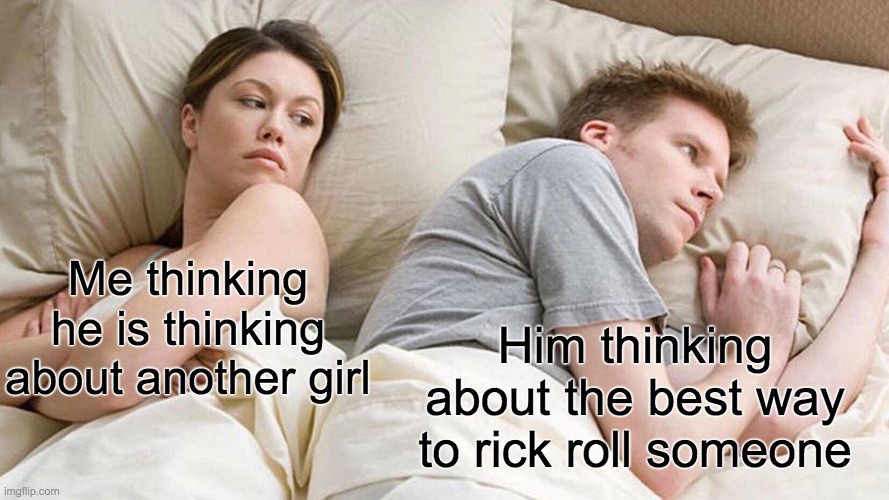 Me thinking
he is thinking
about another girl
Him thinking
about the best way
to rick roll someone
imgflip.com